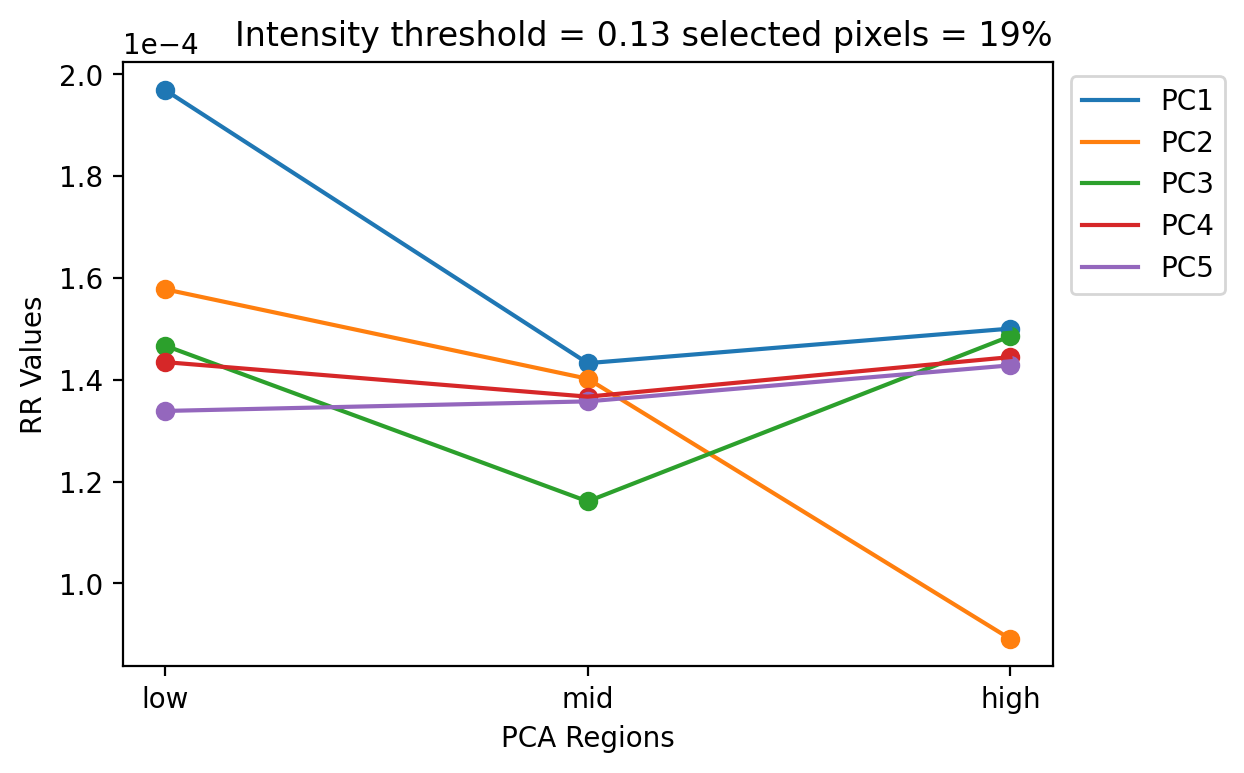 1e−4
Intensity threshold = 0.13 selected pixels = 19%
2.0
1.8
1.6
1.4
1.2
1.0
RR Values
low
mid
high
PCA Regions
PC1
PC2
PC3
PC4
PC5